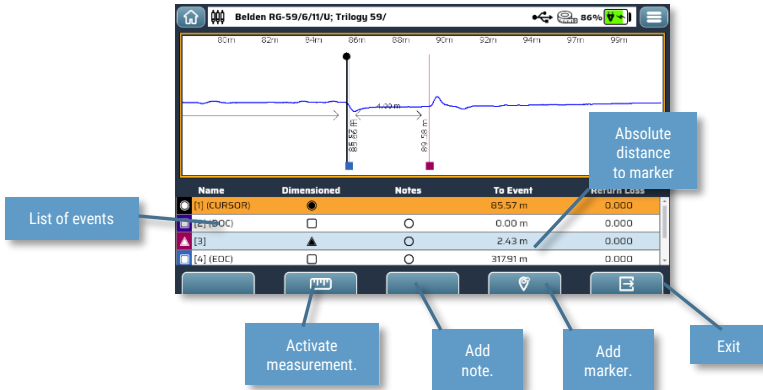 Belden RG-59/6/11/U; Trilogy 59/
86%
80m 82m 84m 86m 88m 90m 92m 94m 97m 99m
4.00 m
85.57 m
89.58 m
Absolute
distance
to marker
Name Dimensioned Notes To Event Return Loss
[1] (CURSOR) 85.57 m 0.000
[2] (BOC) 0.00 m 0.000
[3] 2.43 m 0.000
[4] (EOC) 317.91 m 0.000
List of events
Activate
measurement.
Add
note.
Add
marker.
Exit